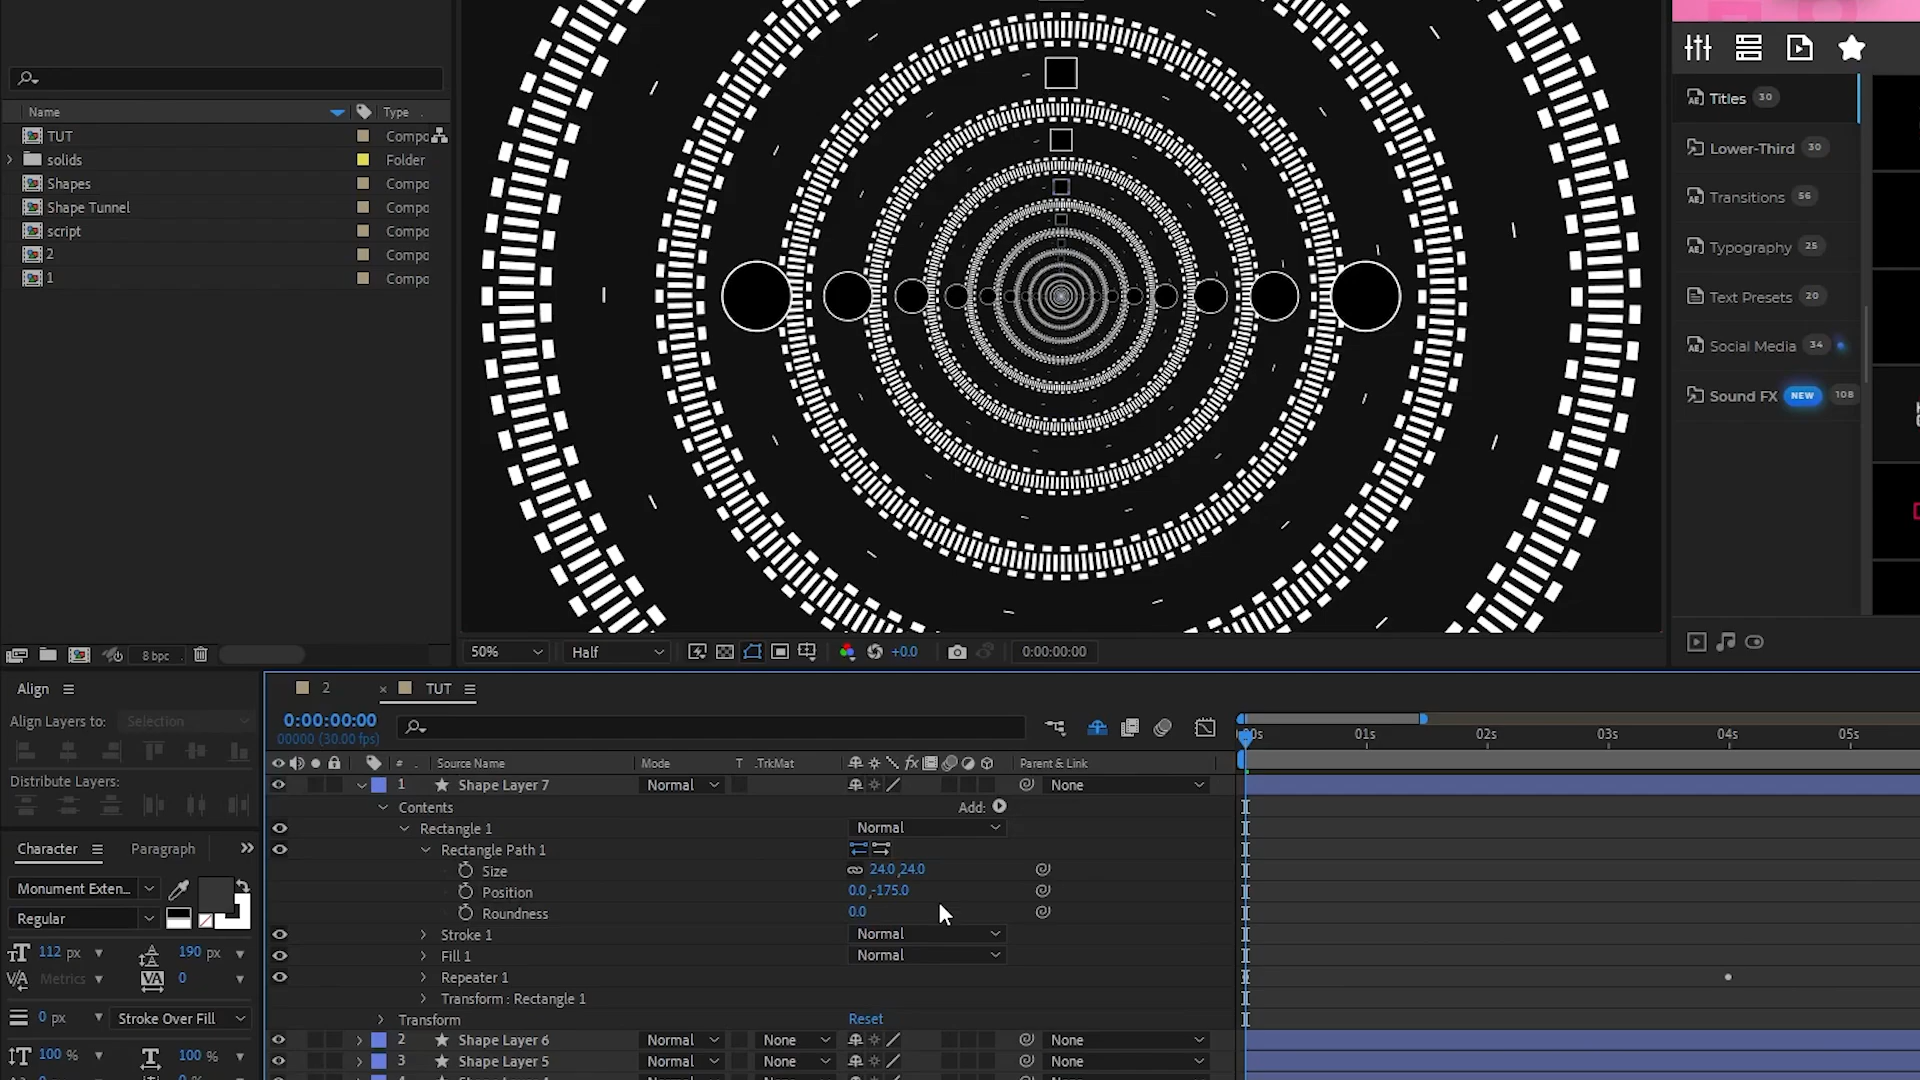 Name Type
TUT Compo
solids Folder
Shapes Compo
Shape Tunnel Compo
script Compo
2 Compo
1 Compo
8 bpc
50% Half +0.0 0:00:00:00
Titles 30
Lower-Third 30
Transitions 56
Typography 25
Text Presets 20
Social Media 34
Sound FX NEW 108
Align
Align Layers to: Selection
Distribute Layers:
Character Paragraph
Monument Exten...
Regular
112 px 190 px
Metrics 0
0 px Stroke Over Fill
100 % 100 %
2 × TUT
0:00:00:00
00000 (30.00 fps)
:00s 01s 02s 03s 04s 05s
# Source Name Mode T .TrkMat fx Parent & Link
1 Shape Layer 7 Normal None
Contents Add:
Rectangle 1 Normal
Rectangle Path 1
Size 24.0,24.0
Position 0.0,-175.0
Roundness 0.0
Stroke 1 Normal
Fill 1 Normal
Repeater 1
Transform : Rectangle 1
Transform Reset
2 Shape Layer 6 Normal None None
3 Shape Layer 5 Normal None None